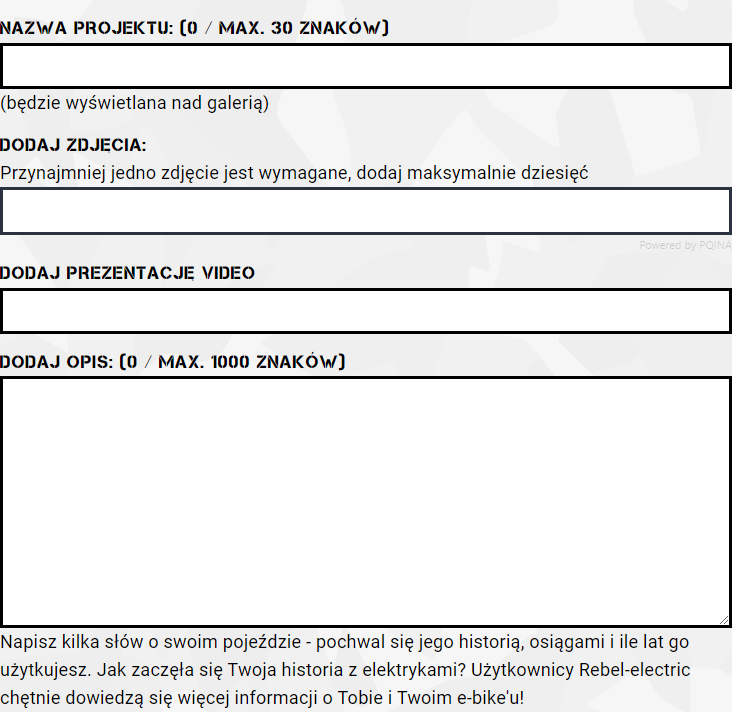 NAZWA PROJEKTU: (0 / MAX. 30 ZNAKÓW)
(będzie wyświetlana nad galerią)
DODAJ ZDJĘCIA:
Przynajmniej jedno zdjęcie jest wymagane, dodaj maksymalnie dziesięć
Powered by PQINA
DODAJ PREZENTACJĘ VIDEO
DODAJ OPIS: (0 / MAX. 1000 ZNAKÓW)
Napisz kilka słów o swoim pojeździe - pochwal się jego historią, osiągami i ile lat go
użytkujesz. Jak zaczęła się Twoja historia z elektrykami? Użytkownicy Rebel-electric
chętnie dowiedzą się więcej informacji o Tobie i Twoim e-bike'u!